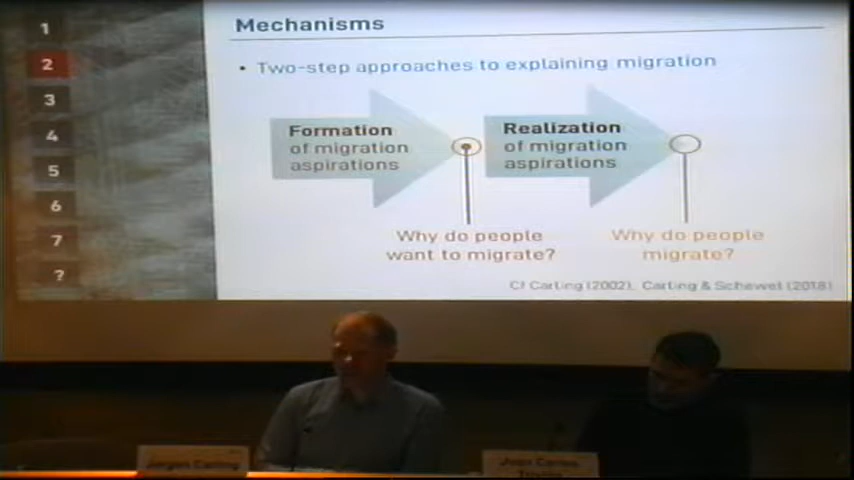 Mechanisms
1
2
3
4
5
6
7
?
• Two-step approaches to explaining migration
Formation
of migration
aspirations
Realization
of migration
aspirations
Why do people
want to migrate?
Why do people
migrate?
Cf Carling (2002), Carling & Schewel (2018)
Jørgen Carling
Juan Carlos